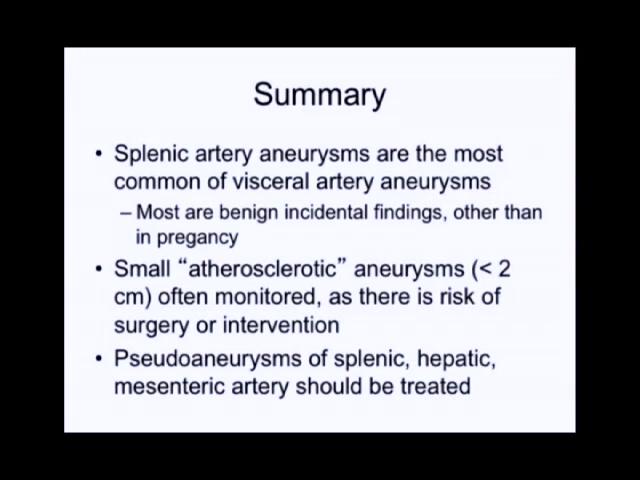 Summary
• Splenic artery aneurysms are the most
common of visceral artery aneurysms
– Most are benign incidental findings, other than
in pregancy
• Small “atherosclerotic” aneurysms (< 2
cm) often monitored, as there is risk of
surgery or intervention
• Pseudoaneurysms of splenic, hepatic,
mesenteric artery should be treated